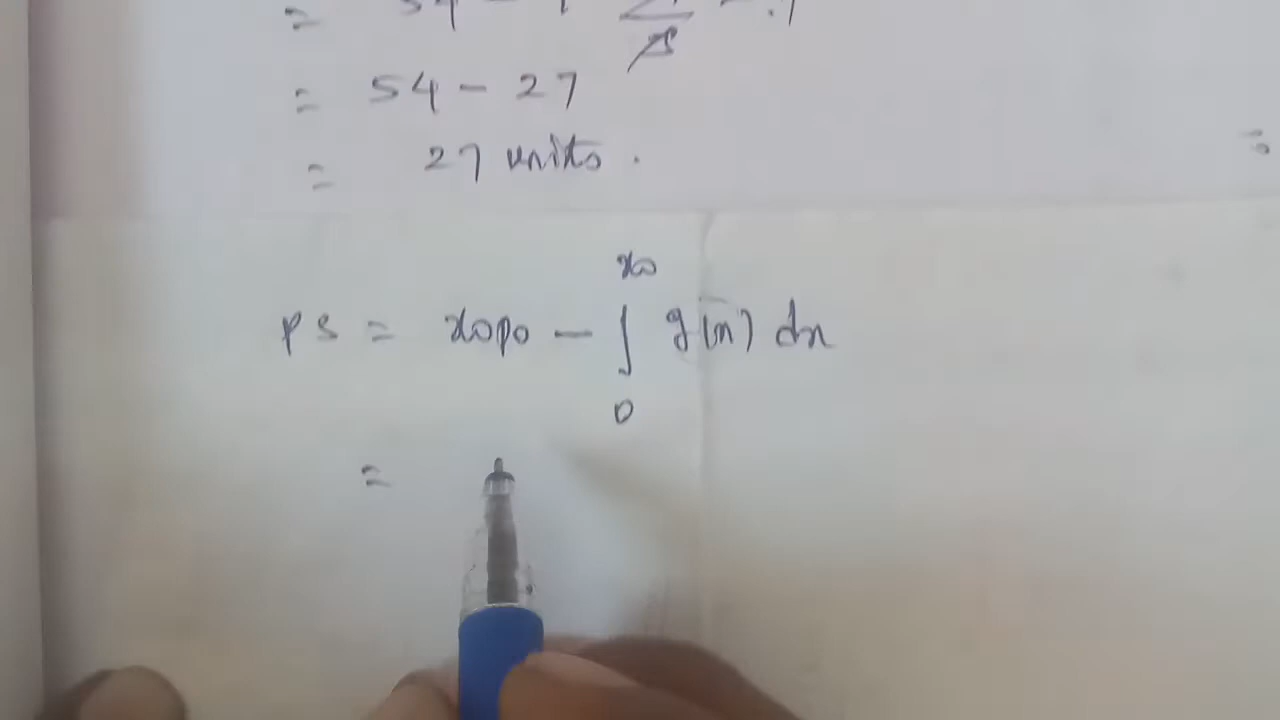 = 54 - 27
= 27 units.
x₀
PS = x₀p₀ - ∫ g(x) dx
0
=
=